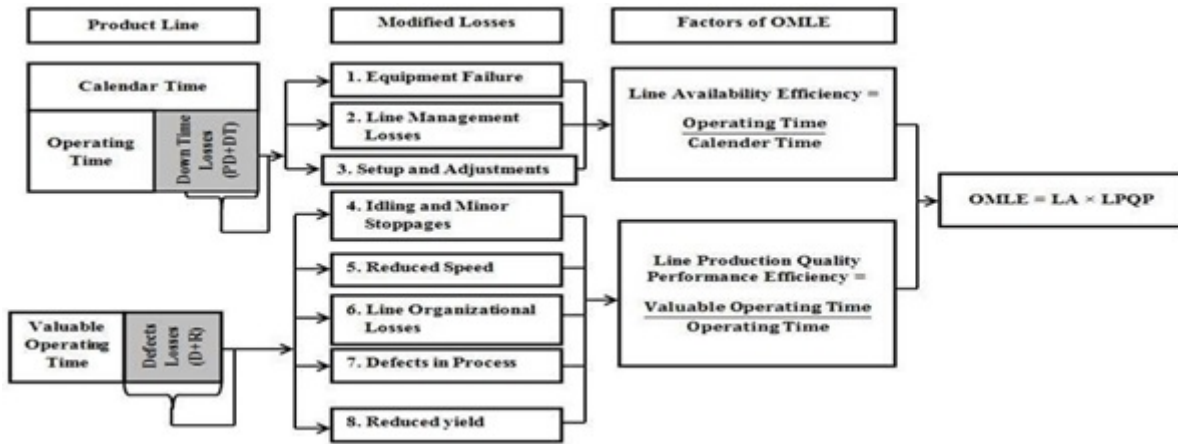 Product Line
Modified Losses
Factors of OMLE
Calendar Time
Operating
Time
Down Time
Losses
(PD+DT)
1. Equipment Failure
2. Line Management
Losses
3. Setup and Adjustments
Line Availability Efficiency =
Operating Time
Calender Time
4. Idling and Minor
Stoppages
5. Reduced Speed
6. Line Organizational
Losses
7. Defects in Process
8. Reduced yield
Valuable
Operating
Time
Defects
Losses
(D+R)
Line Production Quality
Performance Efficiency =
Valuable Operating Time
Operating Time
OMLE = LA × LPQP